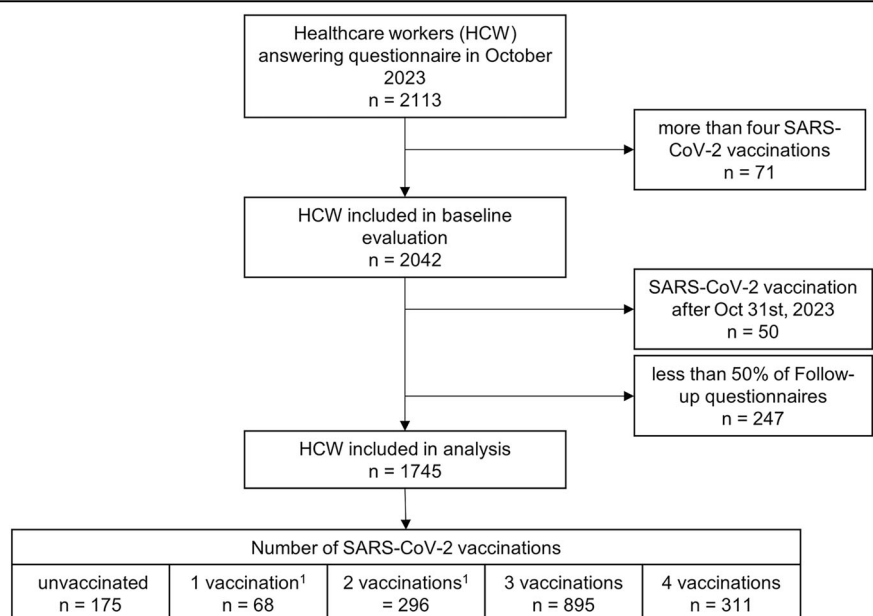 Healthcare workers (HCW)
answering questionnaire in October
2023
n = 2113
more than four SARS-
CoV-2 vaccinations
n = 71
HCW included in baseline
evaluation
n = 2042
SARS-CoV-2 vaccination
after Oct 31st, 2023
n = 50
less than 50% of Follow-
up questionnaires
n = 247
HCW included in analysis
n = 1745
Number of SARS-CoV-2 vaccinations
unvaccinated
n = 175
1 vaccination¹
n = 68
2 vaccinations¹
= 296
3 vaccinations
n = 895
4 vaccinations
n = 311